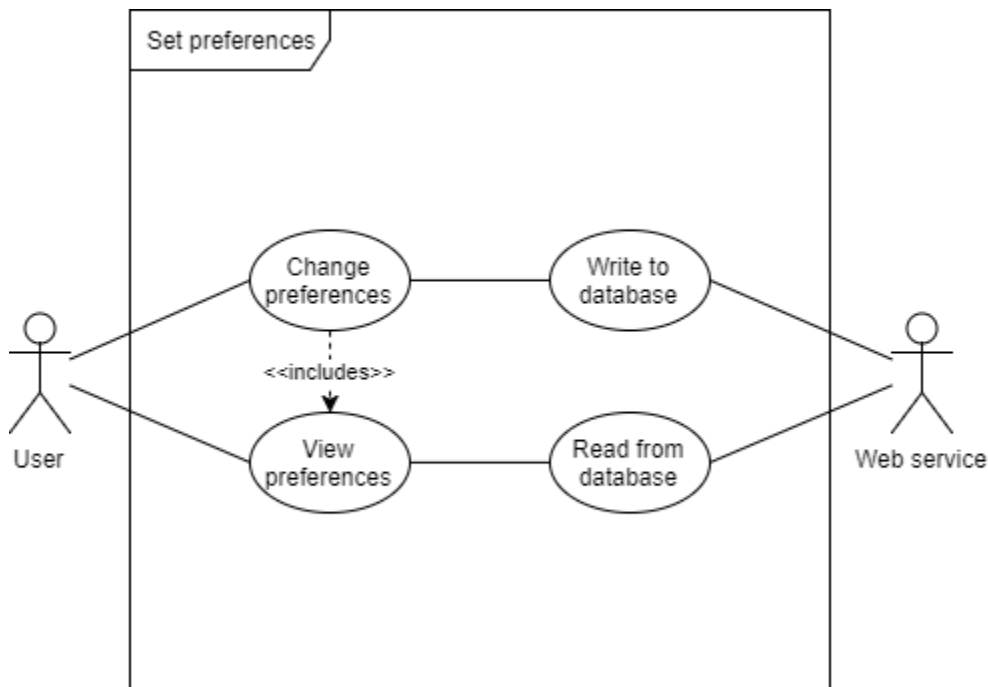 Set preferences
Change
preferences
Write to
database
<<includes>>
User
Web service
View
preferences
Read from
database